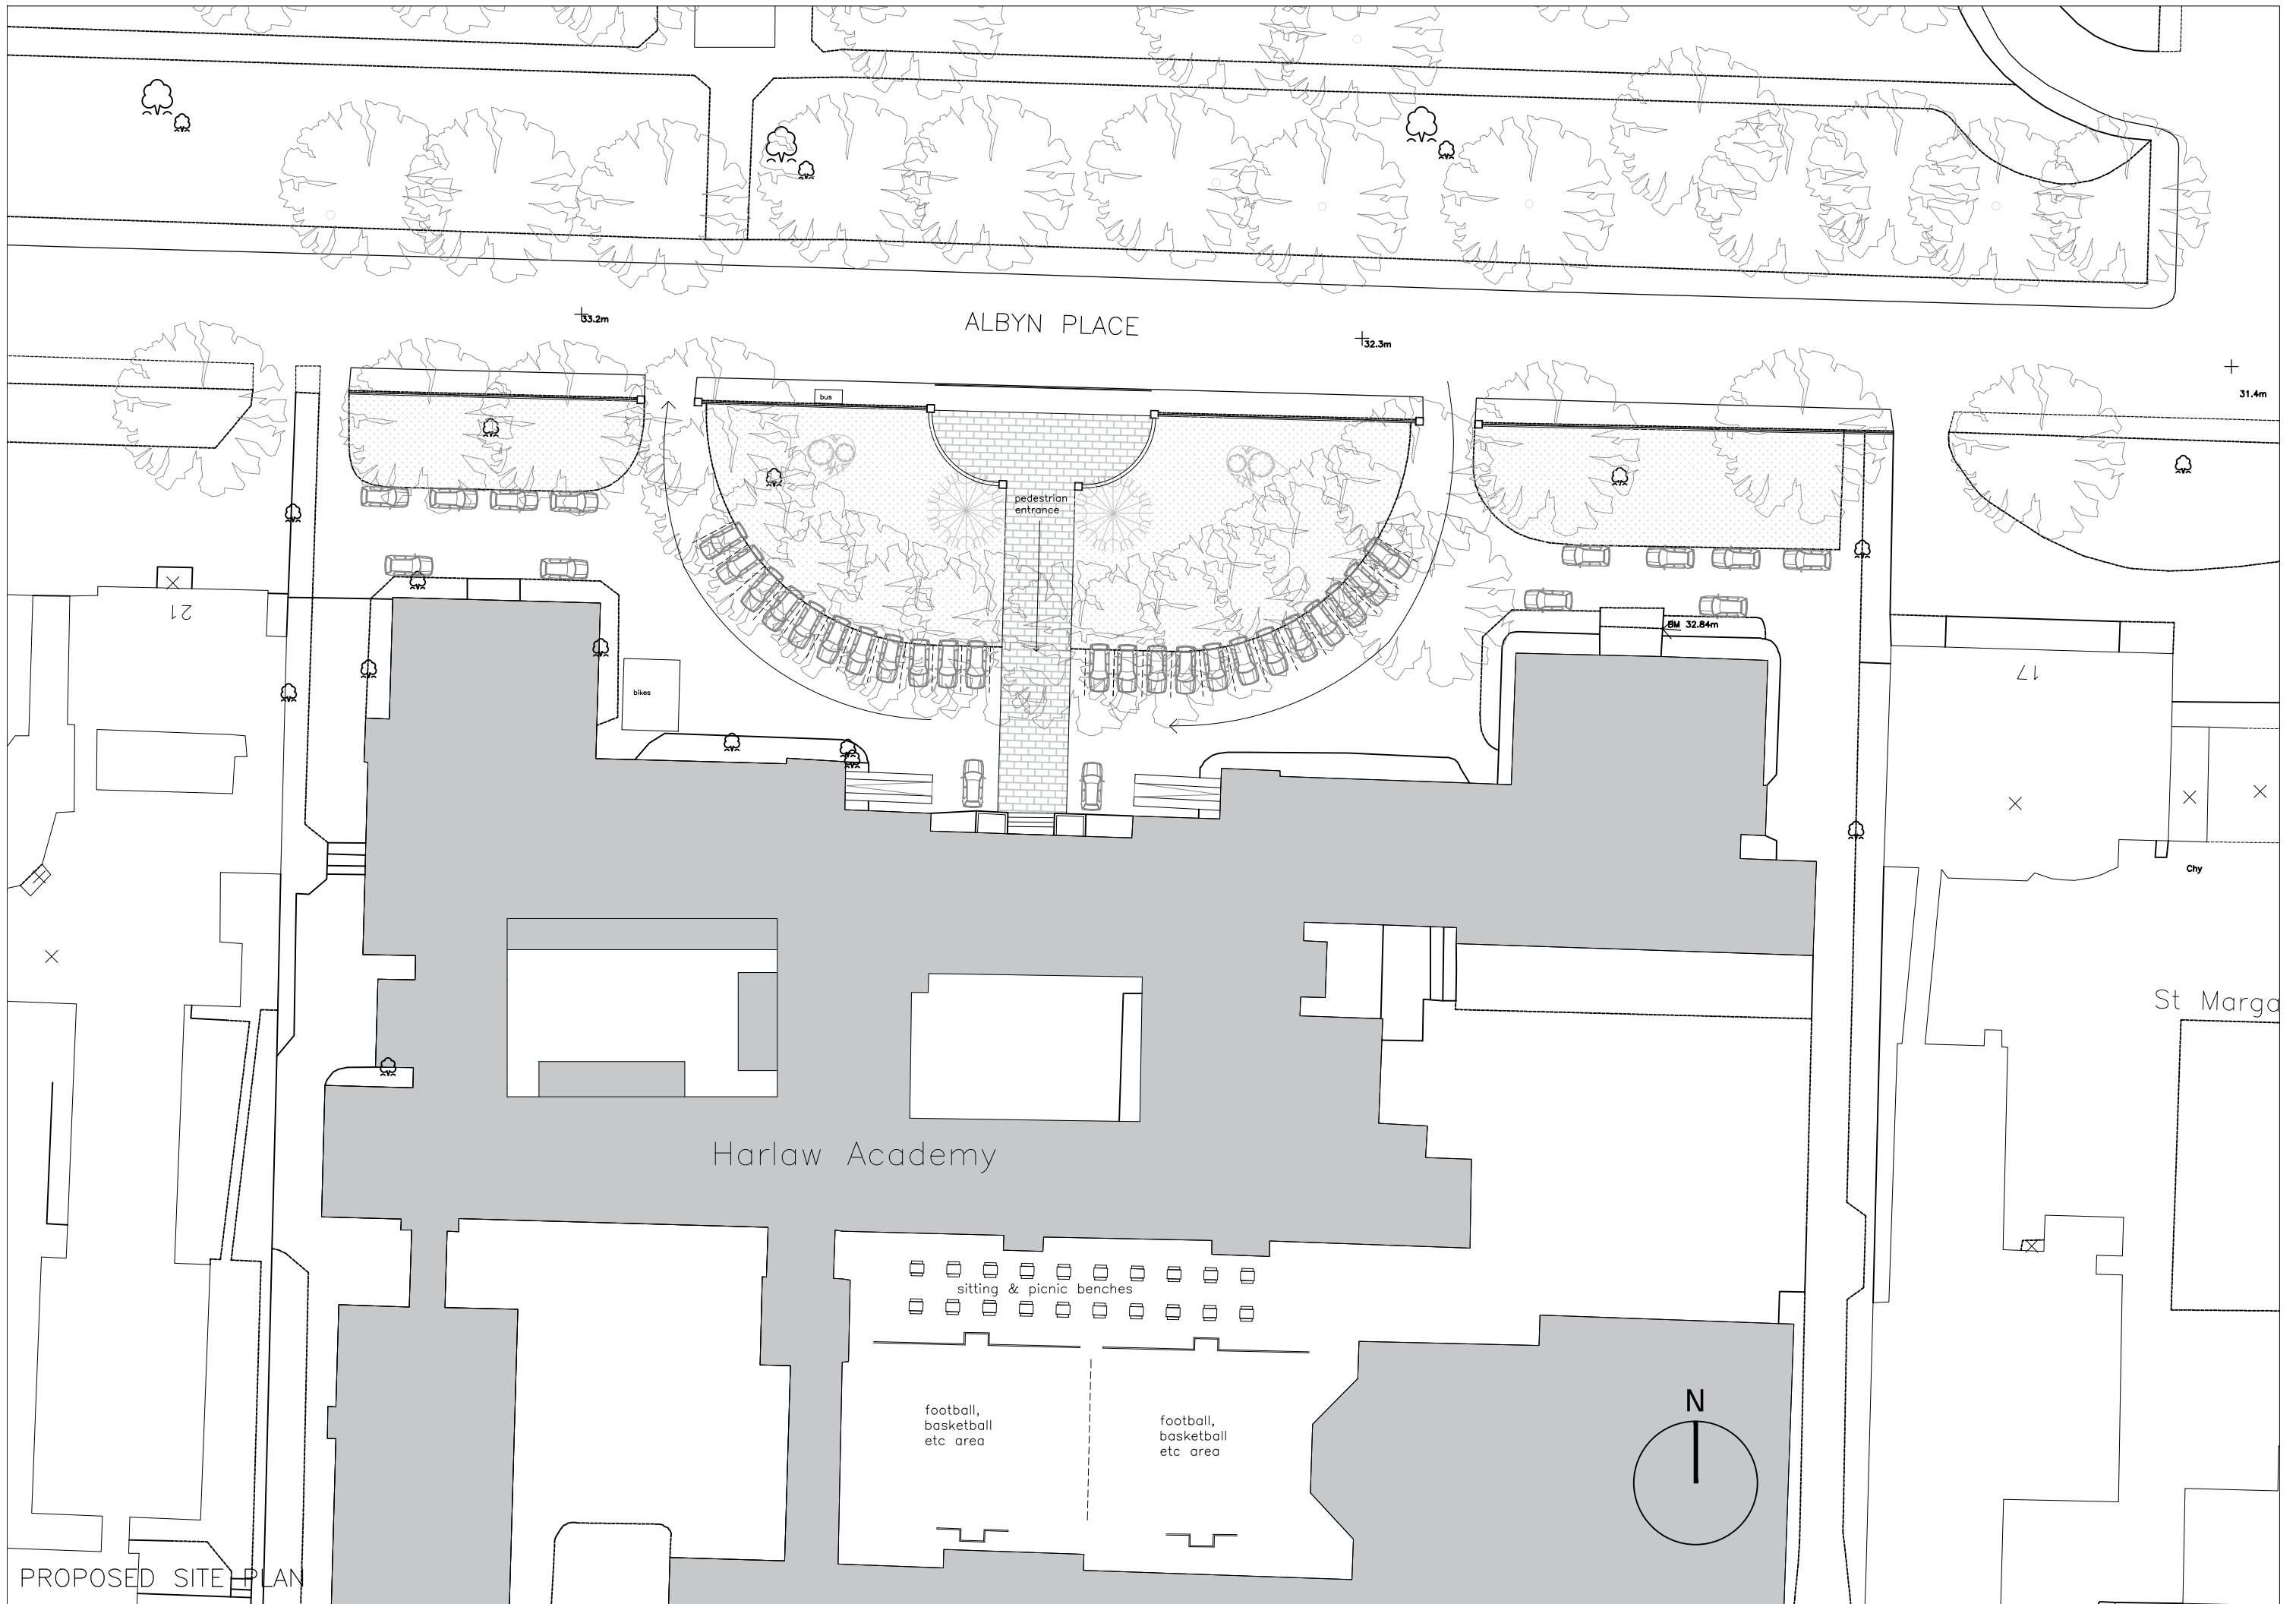 ALBYN PLACE
33.2m
32.3m
31.4m
bus
pedestrian
entrance
21
BM 32.84m
17
bikes
Chy
St Marga
Harlaw Academy
sitting & picnic benches
N
football,
basketball
etc area
football,
basketball
etc area
PROPOSED SITE PLAN